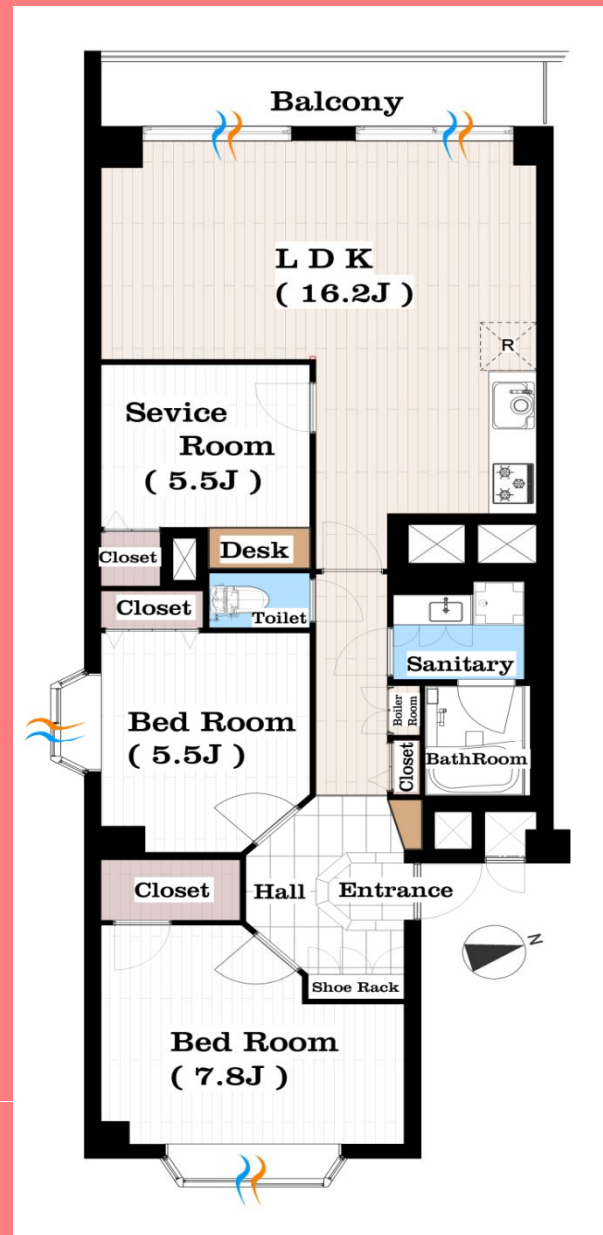 Balcony
L D K
( 16.2J )
R
Sevice
Room
( 5.5J )
Closet
Desk
Closet
Toilet
Sanitary
Bed Room
( 5.5J )
Boiler
Room
Closet
BathRoom
Closet
Hall
Entrance
N
Shoe Rack
Bed Room
( 7.8J )